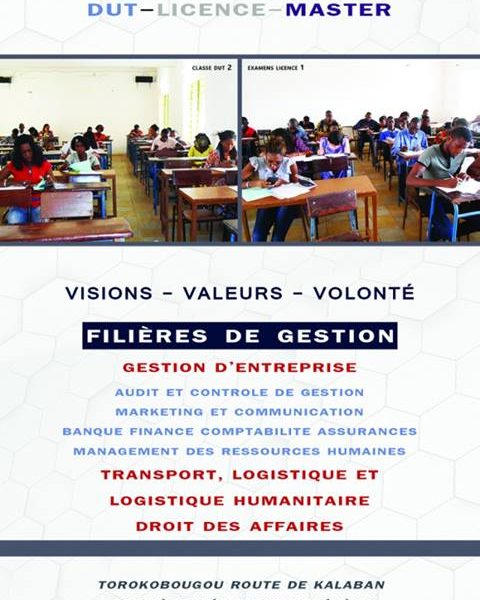 DUT–LICENCE–MASTER
CLASSE DUT 2
EXAMENS LICENCE 1
VISIONS – VALEURS – VOLONTÉ
FILIÈRES DE GESTION
GESTION D'ENTREPRISE
AUDIT ET CONTROLE DE GESTION
MARKETING ET COMMUNICATION
BANQUE FINANCE COMPTABILITE ASSURANCES
MANAGEMENT DES RESSOURCES HUMAINES
TRANSPORT, LOGISTIQUE ET
LOGISTIQUE HUMANITAIRE
DROIT DES AFFAIRES
TOROKOBOUGOU ROUTE DE KALABAN